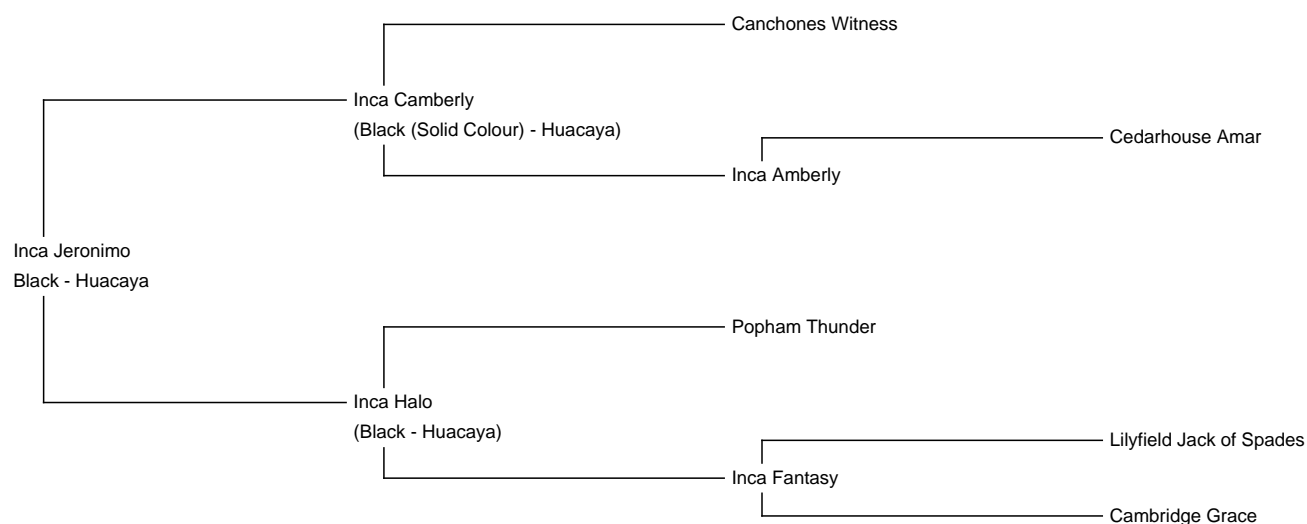 Canchones Witness
Inca Camberly
(Black (Solid Colour) - Huacaya)
Cedarhouse Amar
Inca Amberly
Inca Jeronimo
Black - Huacaya
Popham Thunder
Inca Halo
(Black - Huacaya)
Lilyfield Jack of Spades
Inca Fantasy
Cambridge Grace